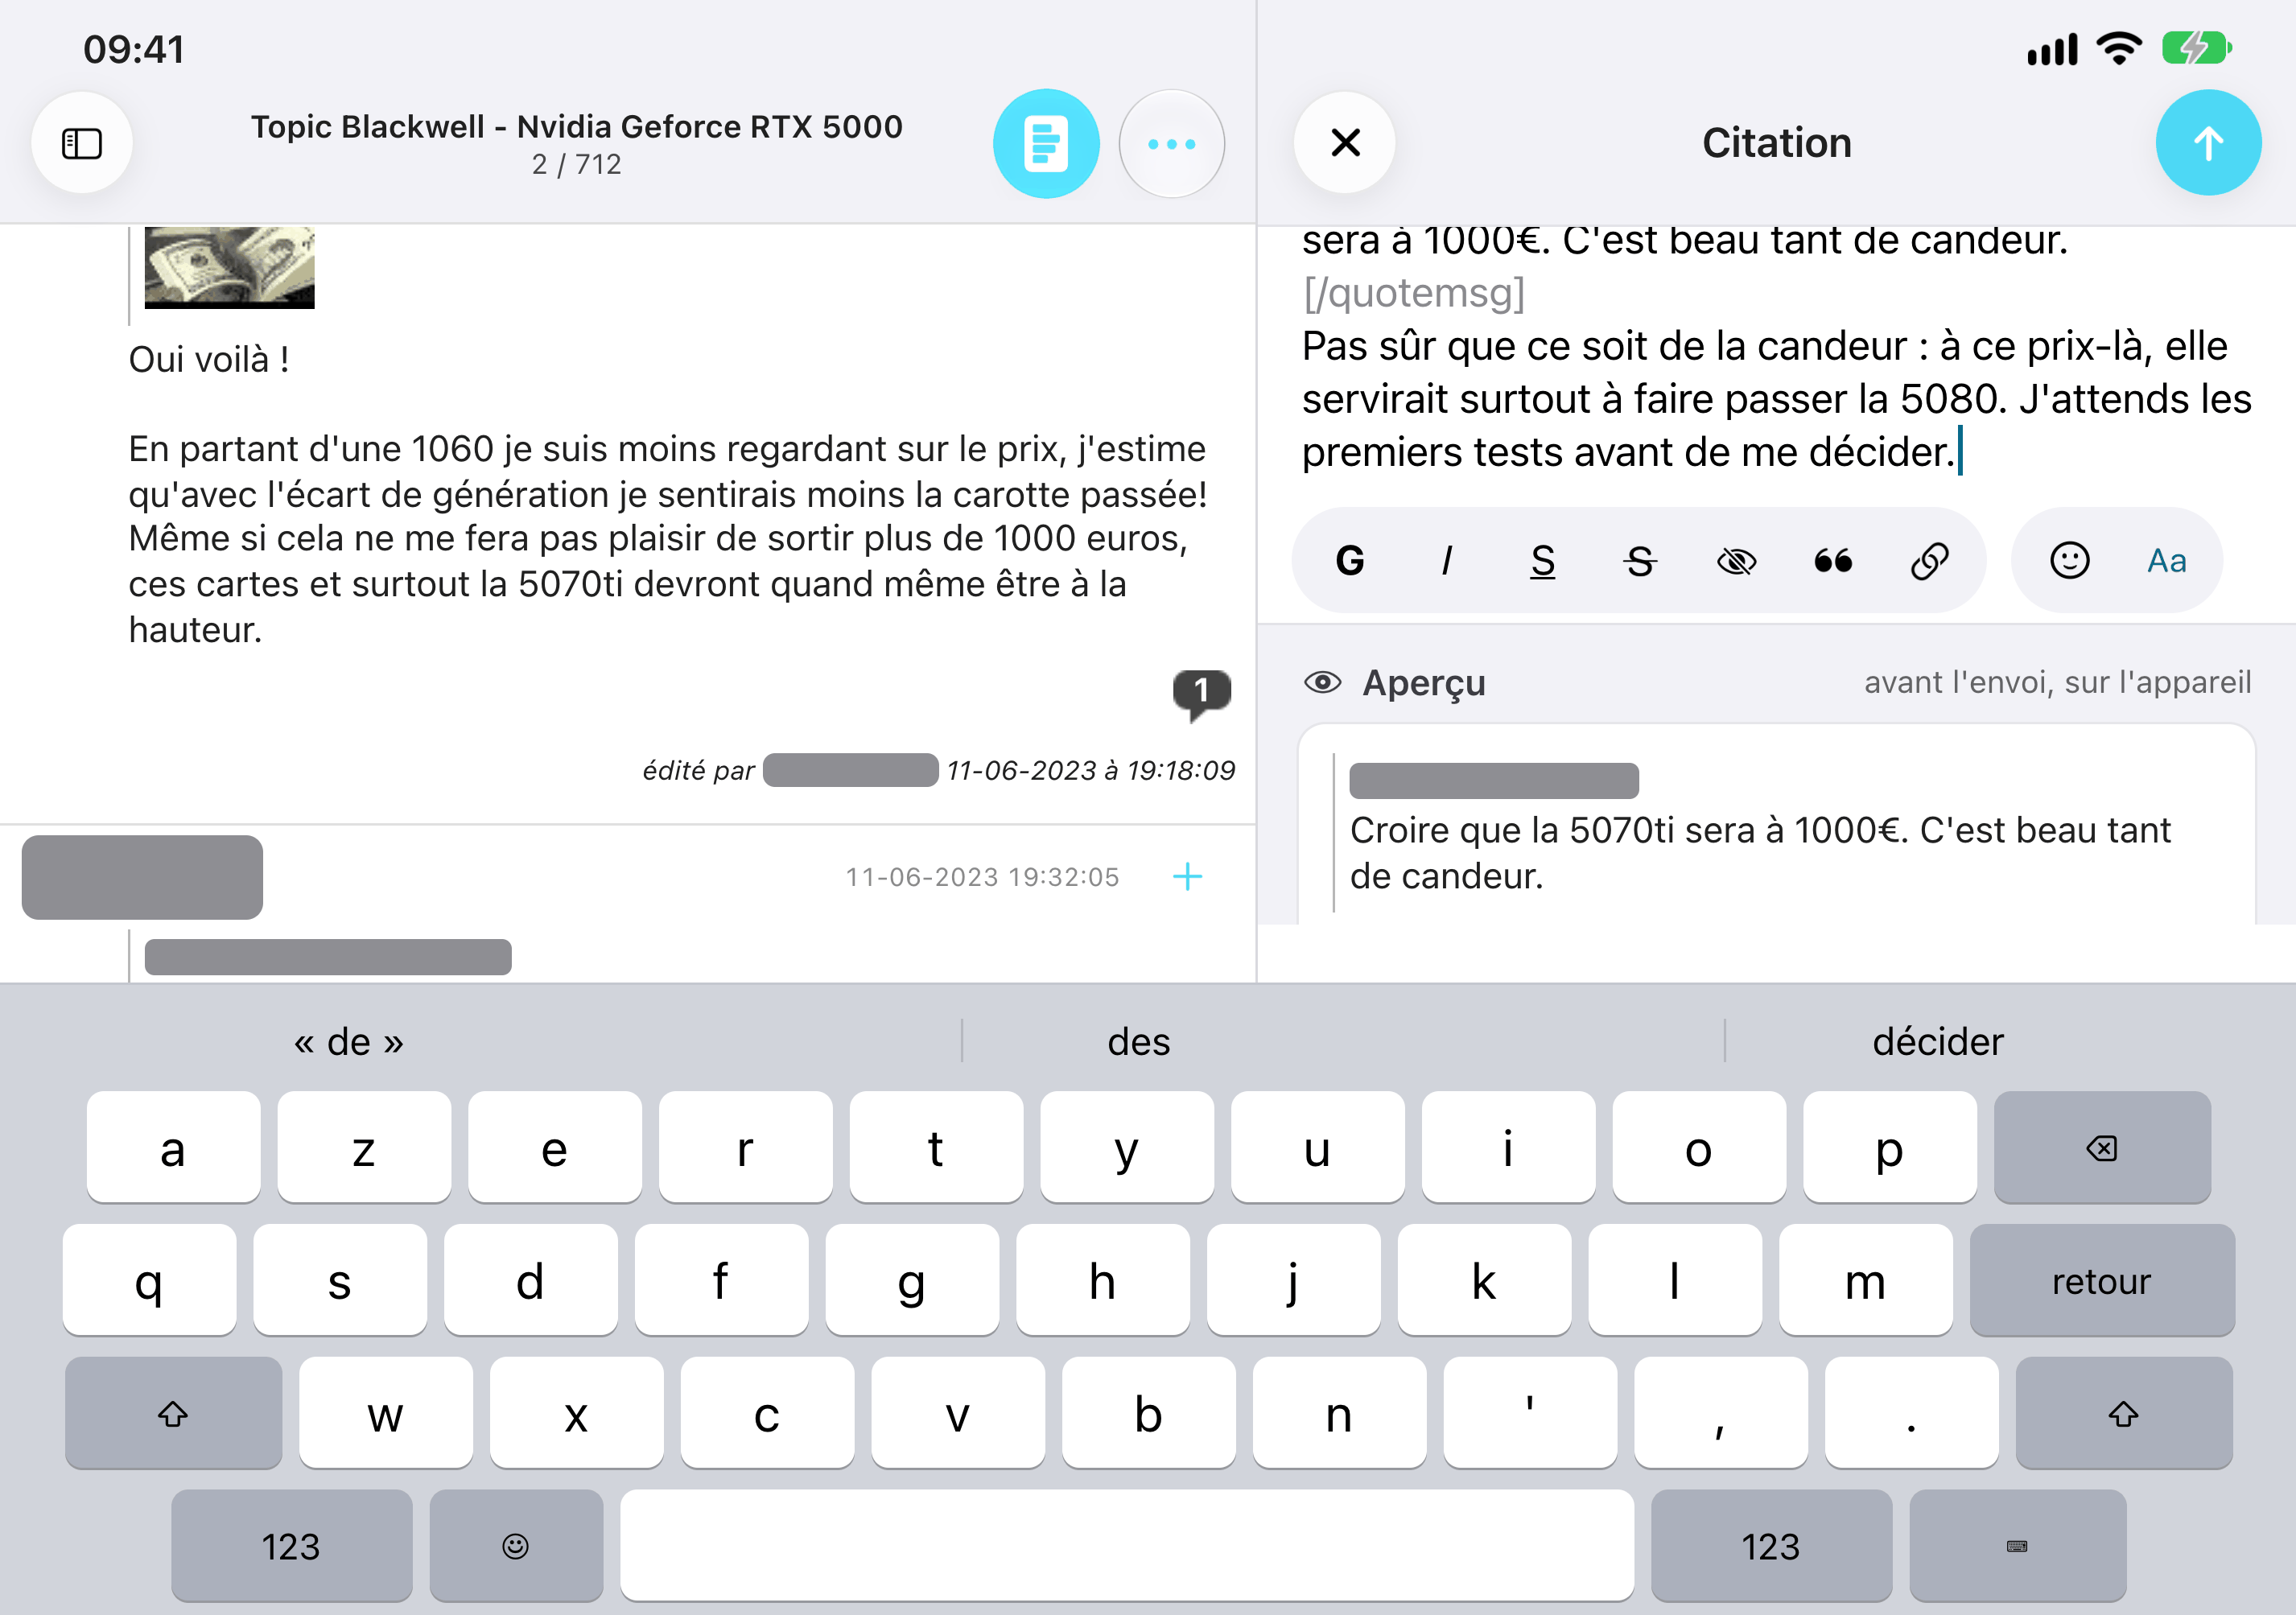 09:41
Topic Blackwell - Nvidia Geforce RTX 5000
2 / 712
Oui voilà !
En partant d'une 1060 je suis moins regardant sur le prix, j'estime
qu'avec l'écart de génération je sentirais moins la carotte passée!
Même si cela ne me fera pas plaisir de sortir plus de 1000 euros,
ces cartes et surtout la 5070ti devront quand même être à la
hauteur.
1
édité par 11-06-2023 à 19:18:09
11-06-2023 19:32:05
Citation
sera à 1000€. C'est beau tant de candeur.
[/quotemsg]
Pas sûr que ce soit de la candeur : à ce prix-là, elle
servirait surtout à faire passer la 5080. J'attends les
premiers tests avant de me décider.
G I S S Aa
Aperçu
avant l'envoi, sur l'appareil
Croire que la 5070ti sera à 1000€. C'est beau tant
de candeur.
« de » des décider
a z e r t y u i o p
q s d f g h j k l m retour
w x c v b n ' , .
123 123